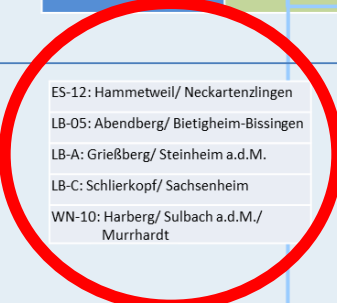 ES-12: Hammetweil/ Neckartenzlingen
LB-05: Abendberg/ Bietigheim-Bissingen
LB-A: Grießberg/ Steinheim a.d.M.
LB-C: Schlierkopf/ Sachsenheim
WN-10: Harberg/ Sulbach a.d.M./
Murrhardt